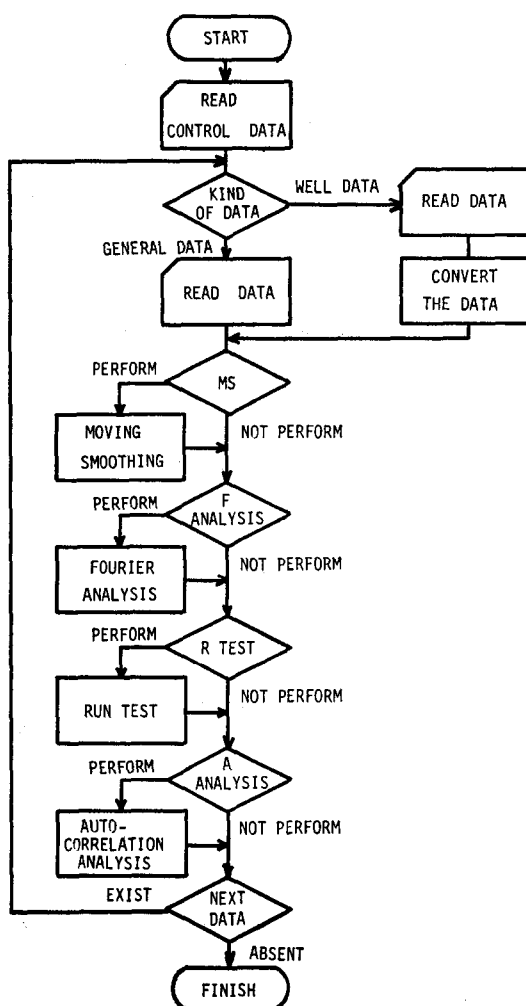 START
READ
CONTROL DATA
KIND
OF DATA
WELL DATA
READ DATA
GENERAL DATA
READ DATA
CONVERT
THE DATA
PERFORM
MS
MOVING
SMOOTHING
NOT PERFORM
PERFORM
F
ANALYSIS
FOURIER
ANALYSIS
NOT PERFORM
PERFORM
R TEST
RUN TEST
NOT PERFORM
PERFORM
A
ANALYSIS
AUTO-
CORRELATION
ANALYSIS
NOT PERFORM
EXIST
NEXT
DATA
ABSENT
FINISH